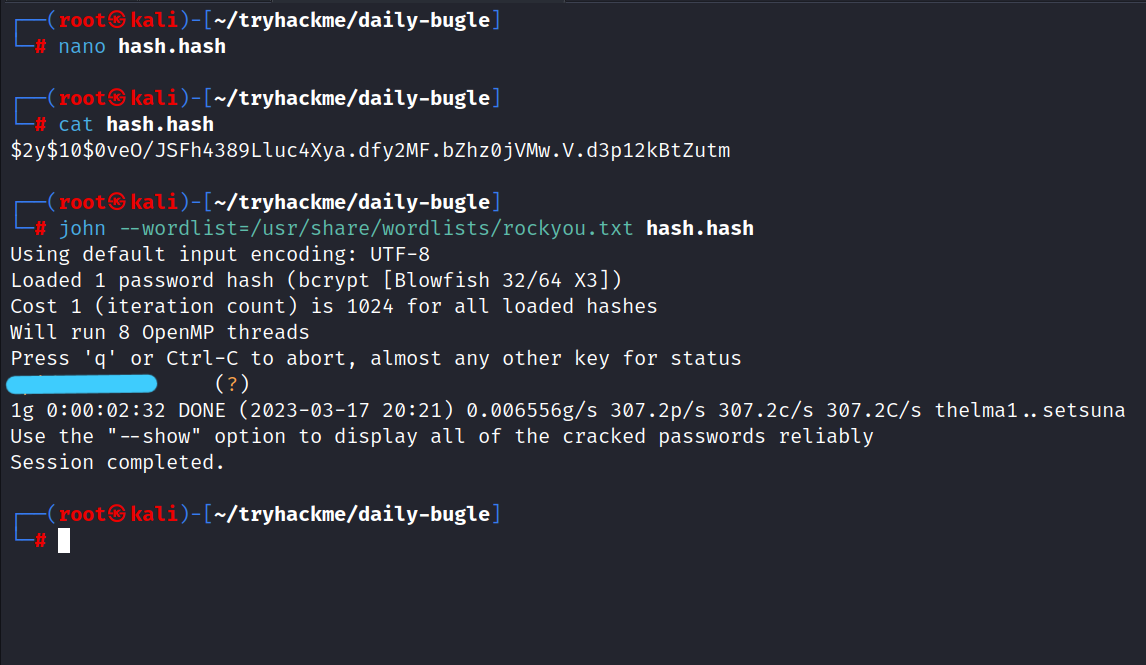 ┌──(root㉿kali)-[~/tryhackme/daily-bugle]
└─# nano hash.hash
┌──(root㉿kali)-[~/tryhackme/daily-bugle]
└─# cat hash.hash
$2y$10$0veO/JSFh4389Lluc4Xya.dfy2MF.bZhz0jVMw.V.d3p12kBtZutm
┌──(root㉿kali)-[~/tryhackme/daily-bugle]
└─# john --wordlist=/usr/share/wordlists/rockyou.txt hash.hash
Using default input encoding: UTF-8
Loaded 1 password hash (bcrypt [Blowfish 32/64 X3])
Cost 1 (iteration count) is 1024 for all loaded hashes
Will run 8 OpenMP threads
Press 'q' or Ctrl-C to abort, almost any other key for status
(?)
1g 0:00:02:32 DONE (2023-03-17 20:21) 0.006556g/s 307.2p/s 307.2c/s 307.2C/s thelma1..setsuna
Use the "--show" option to display all of the cracked passwords reliably
Session completed.
┌──(root㉿kali)-[~/tryhackme/daily-bugle]
└─#